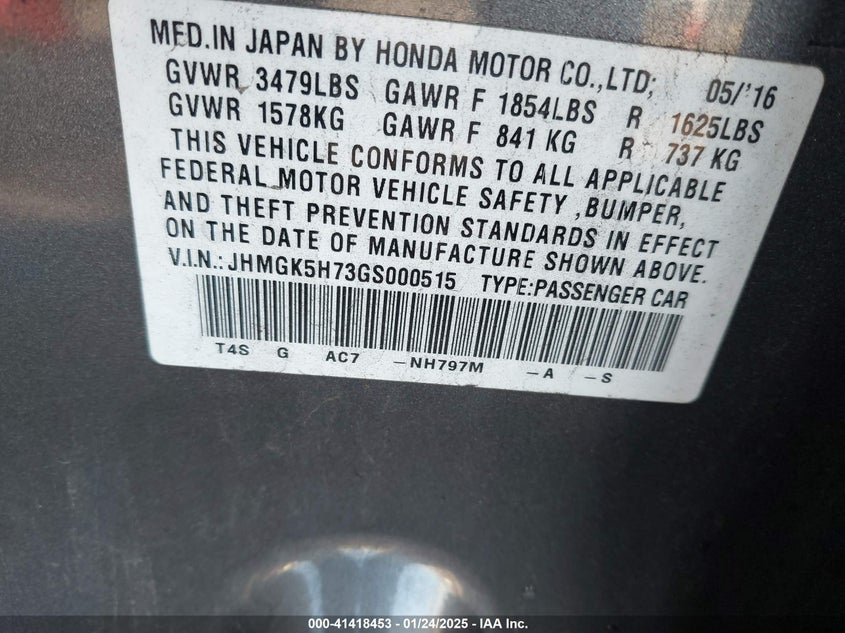 MFD.IN JAPAN BY HONDA MOTOR CO.,LTD; 05/'16
GVWR 3479LBS GAWR F 1854LBS R 1625LBS
GVWR 1578KG GAWR F 841 KG R 737 KG
THIS VEHICLE CONFORMS TO ALL APPLICABLE
FEDERAL MOTOR VEHICLE SAFETY ,BUMPER,
AND THEFT PREVENTION STANDARDS IN EFFECT
ON THE DATE OF MANUFACTURE SHOWN ABOVE.
V.I.N.: JHMGK5H73GS000515 TYPE:PASSENGER CAR
T4S G AC7 -NH797M -A -S
000-41418453 - 01/24/2025 - IAA Inc.